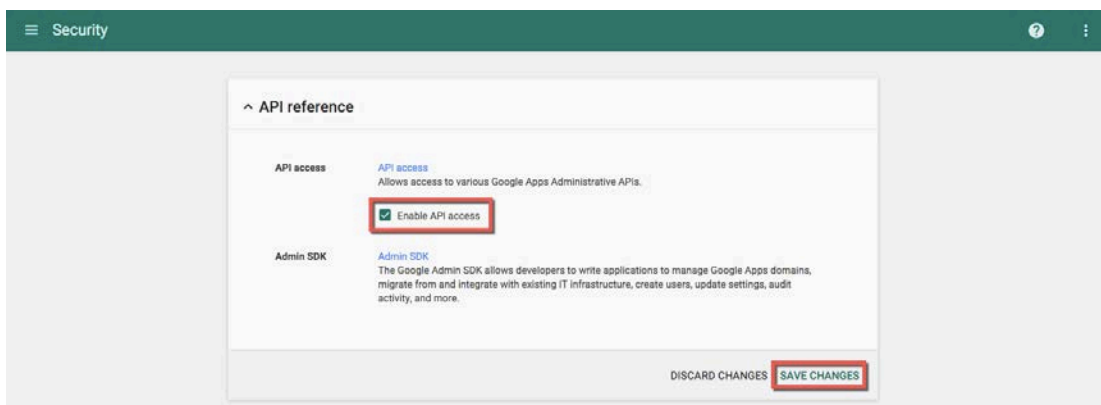 Security
API reference
API access
API access
Allows access to various Google Apps Administrative APIs.
Enable API access
Admin SDK
Admin SDK
The Google Admin SDK allows developers to write applications to manage Google Apps domains,
migrate from and integrate with existing IT infrastructure, create users, update settings, audit
activity, and more.
DISCARD CHANGES SAVE CHANGES